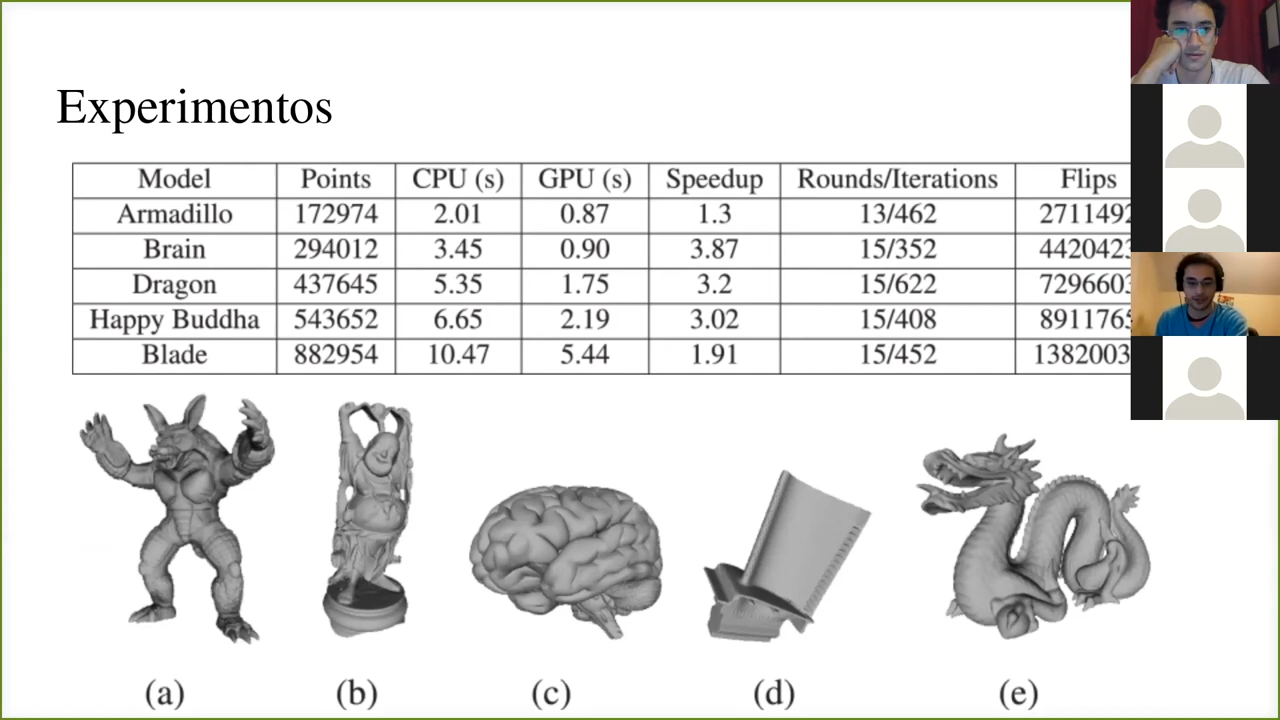 Experimentos
Model Points CPU (s) GPU (s) Speedup Rounds/Iterations Flips
Armadillo 172974 2.01 0.87 1.3 13/462
Brain 294012 3.45 0.90 3.87 15/352
Dragon 437645 5.35 1.75 3.2 15/622
Happy Buddha 543652 6.65 2.19 3.02 15/408
Blade 882954 10.47 5.44 1.91 15/452
(a) (b) (c) (d) (e)